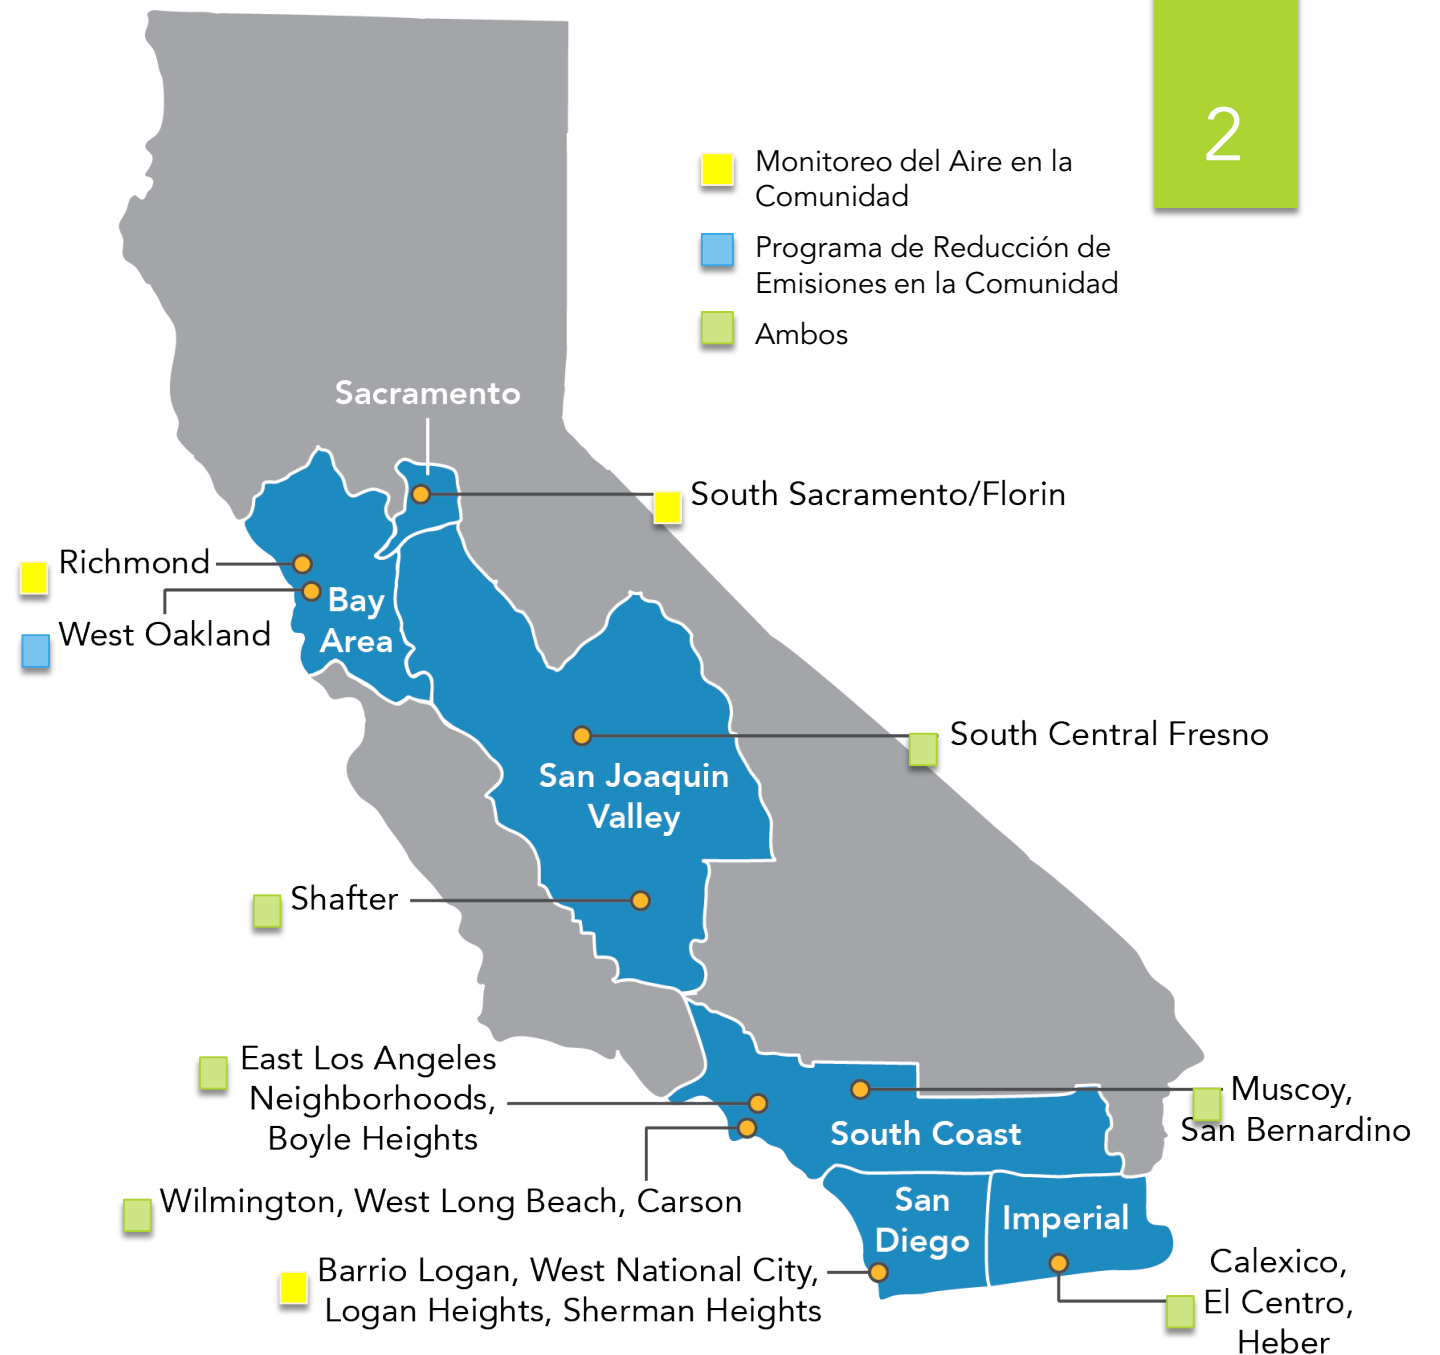 2
Monitoreo del Aire en la
Comunidad
Programa de Reducción de
Emisiones en la Comunidad
Ambos
Sacramento
South Sacramento/Florin
Richmond
Bay
Area
West Oakland
South Central Fresno
San Joaquin
Valley
Shafter
East Los Angeles
Neighborhoods,
Boyle Heights
Muscoy,
San Bernardino
South Coast
Wilmington, West Long Beach, Carson
San
Diego
Imperial
Barrio Logan, West National City,
Logan Heights, Sherman Heights
Calexico,
El Centro,
Heber